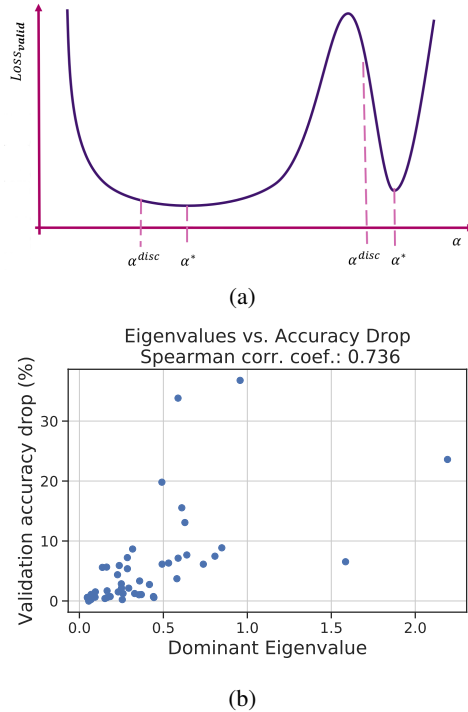 Loss_valid
α^disc α^* α^disc α^* α
(a)
Eigenvalues vs. Accuracy Drop
Spearman corr. coef.: 0.736
Validation accuracy drop (%)
30
20
10
0
0.0 0.5 1.0 1.5 2.0
Dominant Eigenvalue
(b)